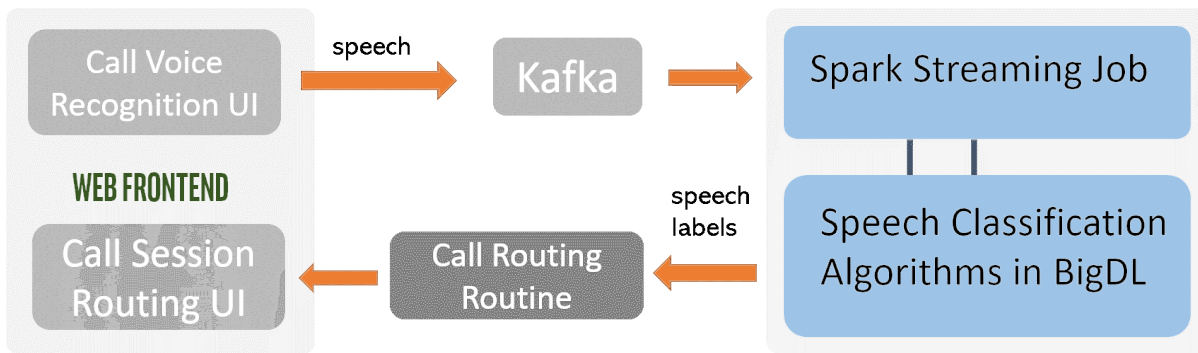 Call Voice
Recognition UI
speech
Kafka
Spark Streaming Job
WEB FRONTEND
speech
labels
Speech Classification
Algorithms in BigDL
Call Routing
Routine
Call Session
Routing UI